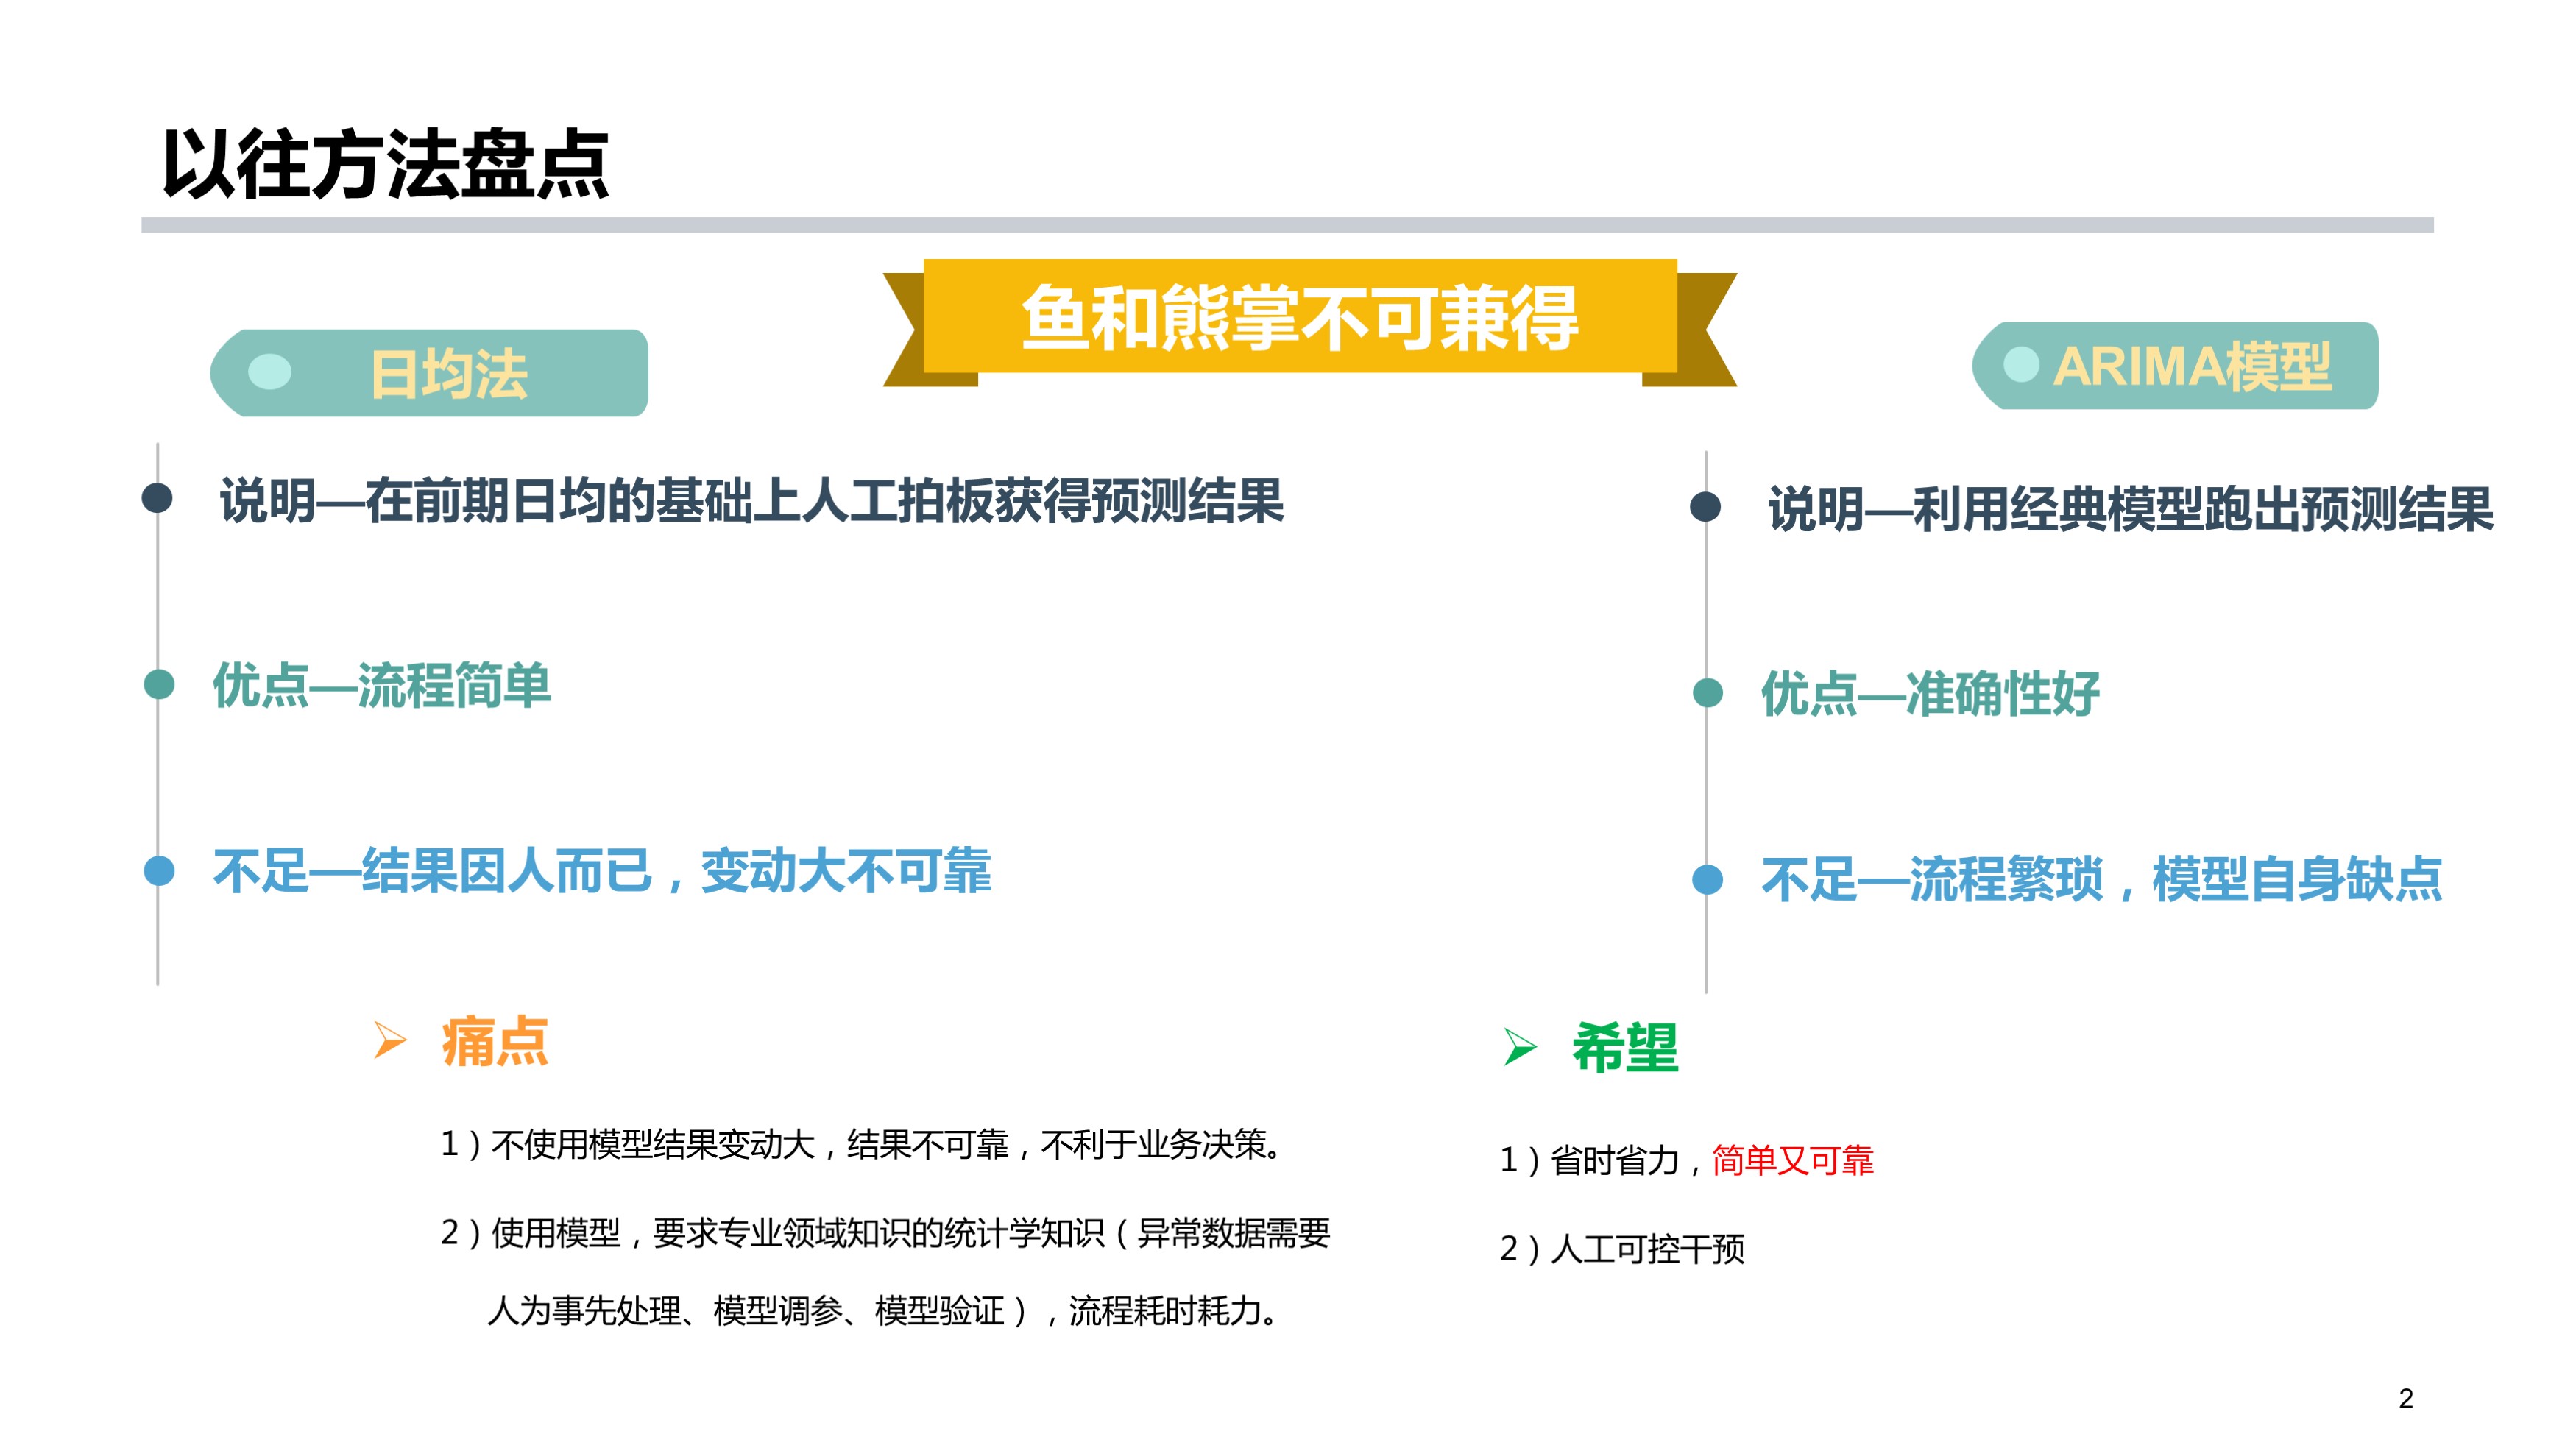 以往方法盘点
鱼和熊掌不可兼得
日均法
说明—在前期日均的基础上人工拍板获得预测结果
优点—流程简单
不足—结果因人而已，变动大不可靠
ARIMA模型
说明—利用经典模型跑出预测结果
优点—准确性好
不足—流程繁琐，模型自身缺点
➢ 痛点
1）不使用模型结果变动大，结果不可靠，不利于业务决策。
2）使用模型，要求专业领域知识的统计学知识（异常数据需要
人为事先处理、模型调参、模型验证），流程耗时耗力。
➢ 希望
1）省时省力，简单又可靠
2）人工可控干预
2